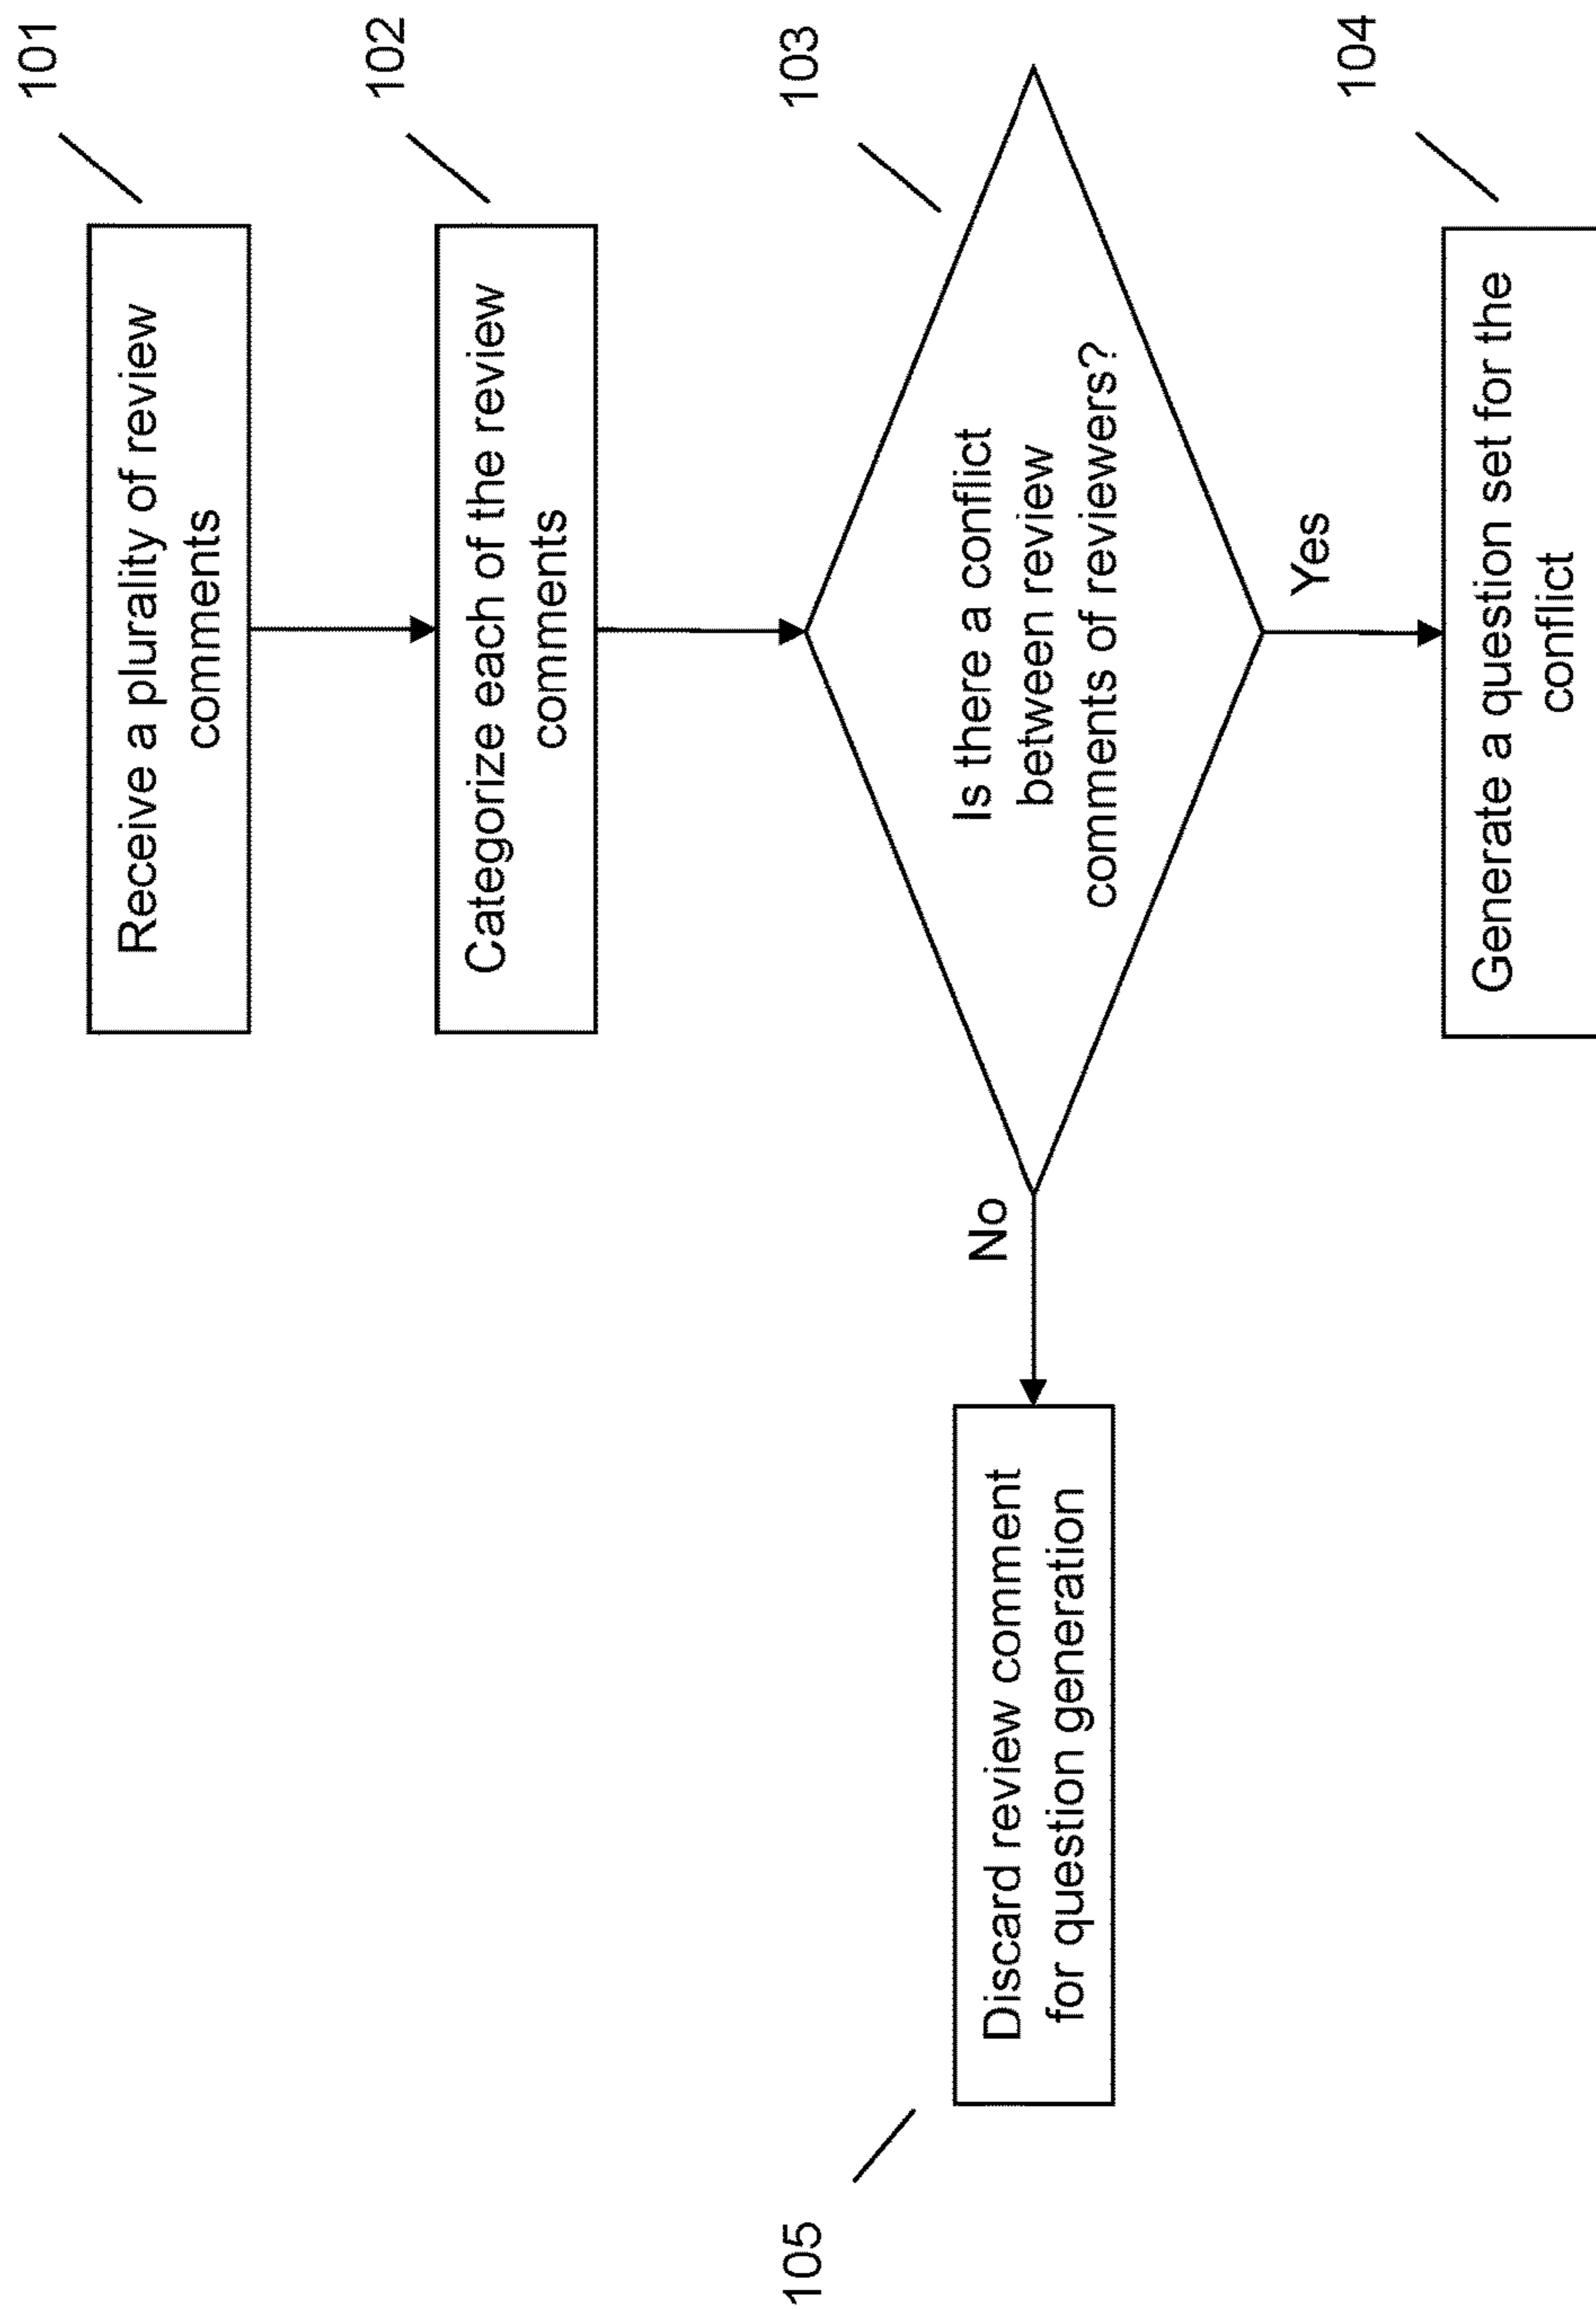 101
Receive a plurality of review
comments
102
Categorize each of the review
comments
103
Is there a conflict
between review
comments of reviewers?
No
Yes
105
Discard review comment
for question generation
104
Generate a question set for the
conflict